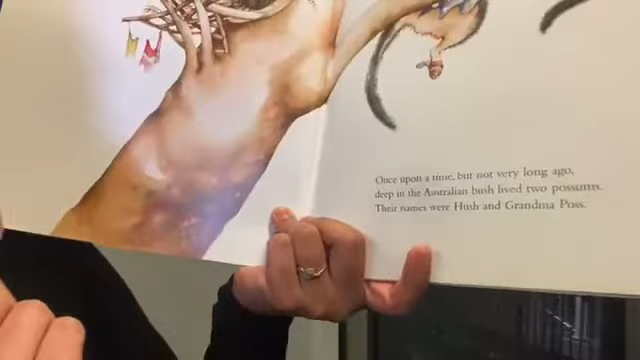 Once upon a time, but not very long ago,
deep in the Australian bush lived two possums.
Their names were Hush and Grandma Poss.